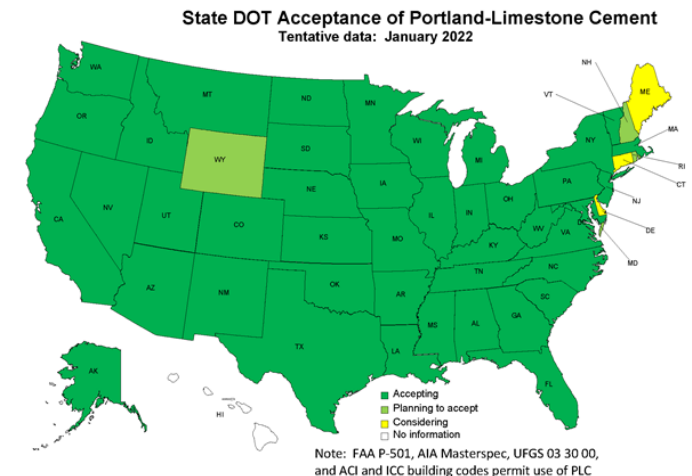 State DOT Acceptance of Portland-Limestone Cement
Tentative data: January 2022
NH
WA
ME
MT
ND
VT
MN
OR
MA
ID
WI
NY
SD
WY
MI
RI
IA
PA
CT
NE
OH
NV
IL
IN
NJ
UT
CO
CA
WV
DE
VA
KS
MO
KY
MD
NC
TN
OK
AZ
NM
AR
SC
GA
MS
AL
TX
LA
AK
FL
HI
Accepting
Planning to accept
Considering
No information
Note: FAA P-501, AIA Masterspec, UFGS 03 30 00,
and ACI and ICC building codes permit use of PLC